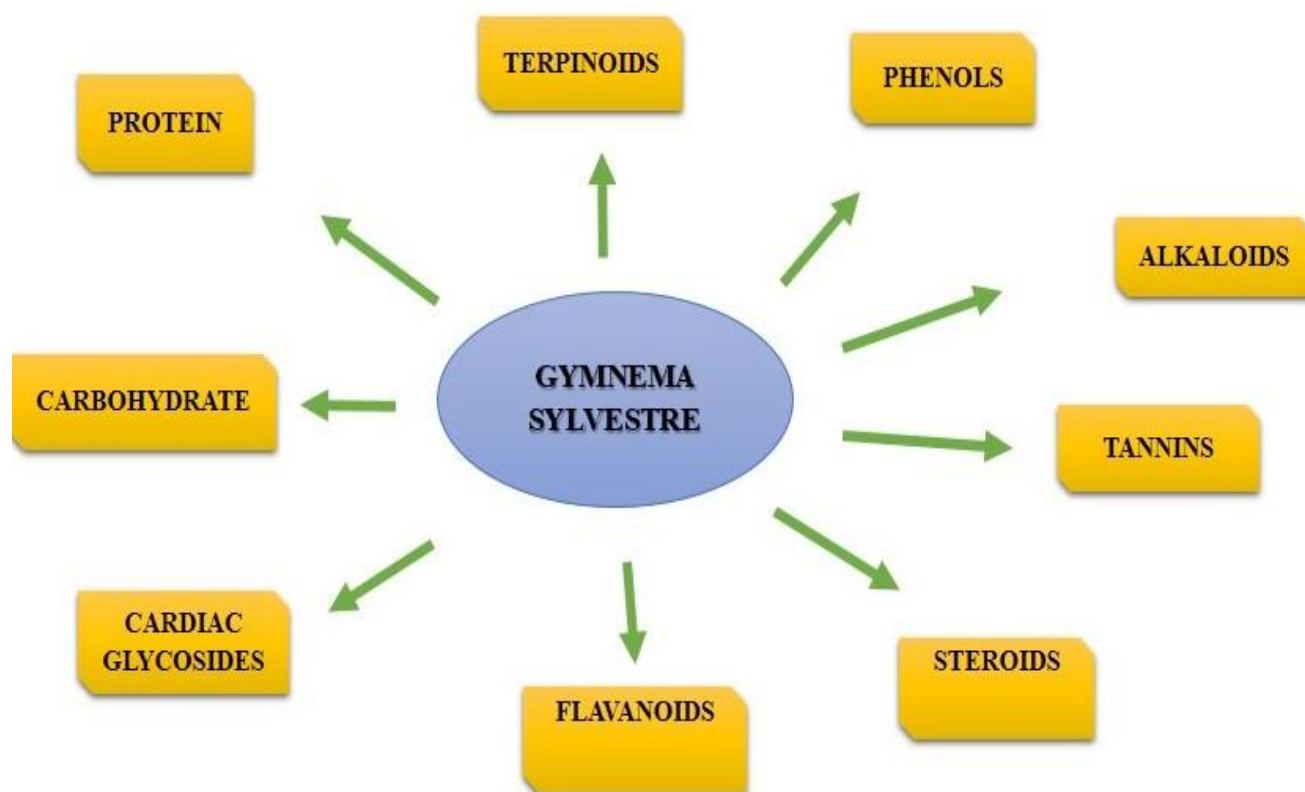 TERPINOIDS
PHENOLS
PROTEIN
ALKALOIDS
GYMNEMA
SYLVESTRE
CARBOHYDRATE
TANNINS
CARDIAC
GLYCOSIDES
STEROIDS
FLAVANOIDS